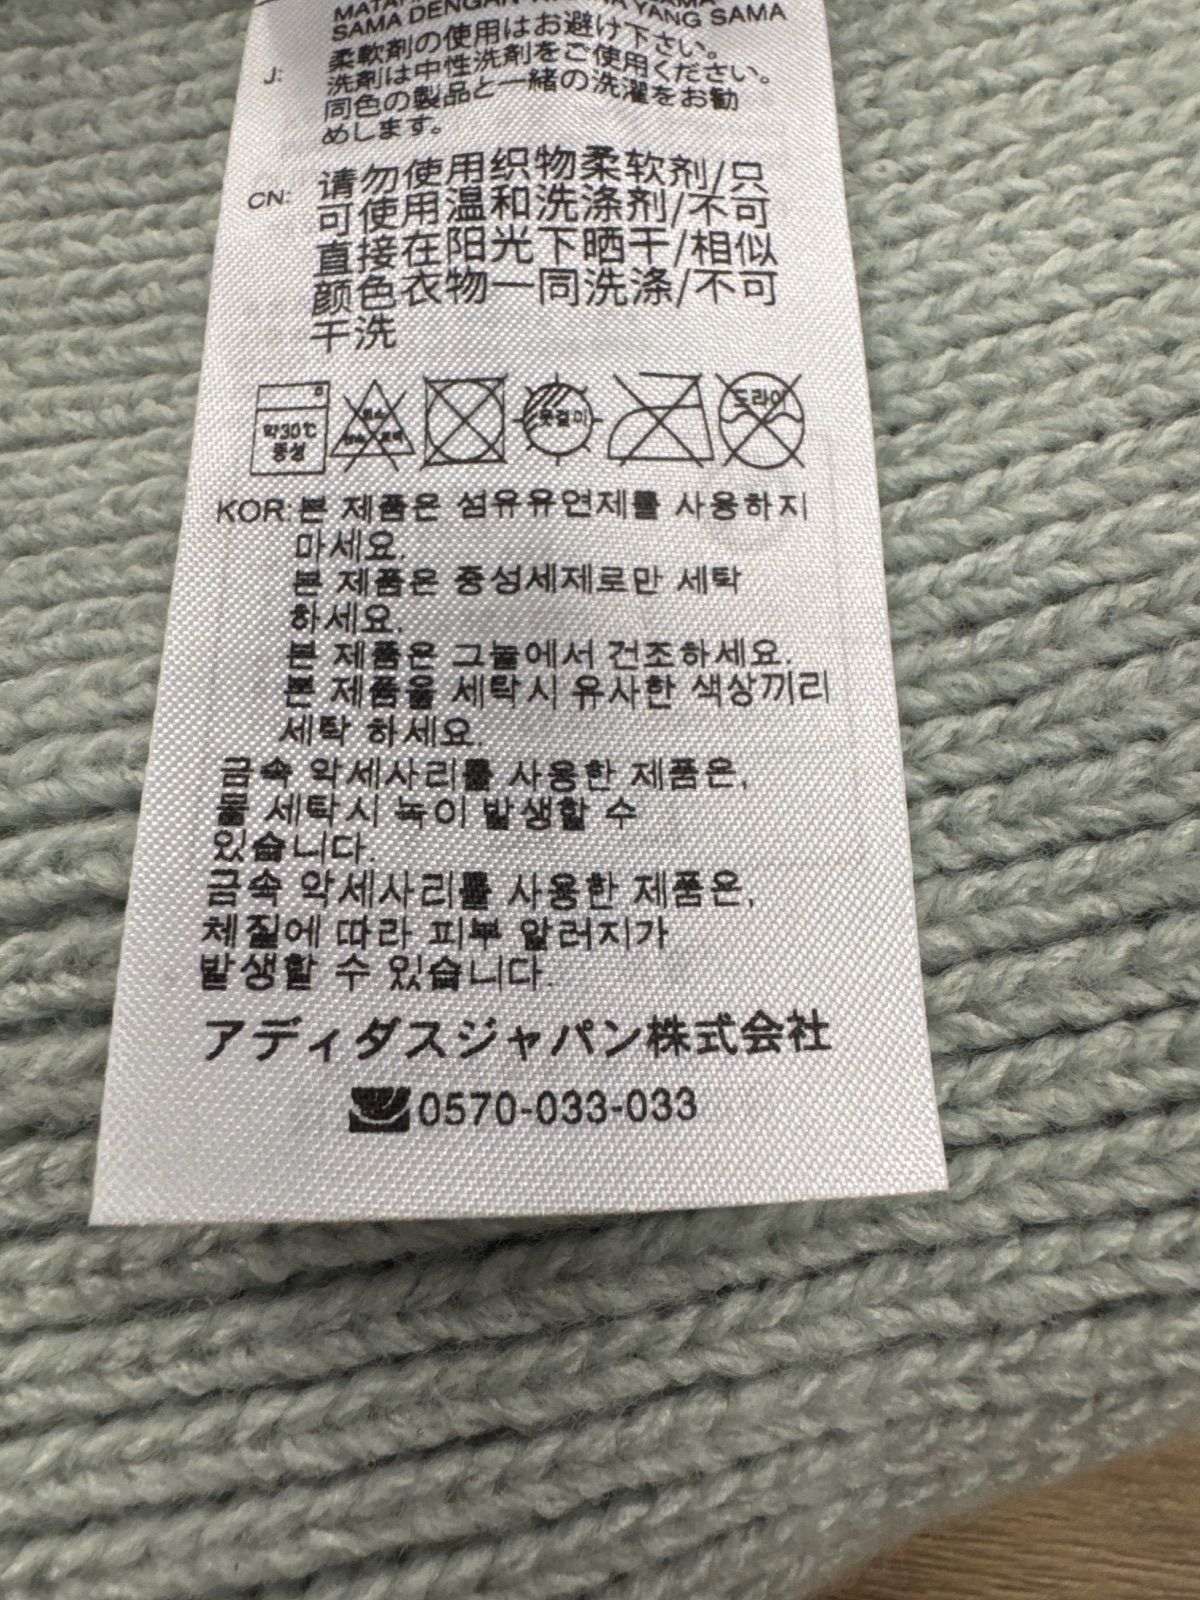 SAMA DENGAN WARNA YANG SAMA
J: 柔軟剤の使用はお避け下さい。
洗剤は中性洗剤をご使用ください。
同色の製品と一緒の洗濯をお勧
めします。
CN: 请勿使用织物柔软剂/只
可使用温和洗涤剂/不可
直接在阳光下晒干/相似
颜色衣物一同洗涤/不可
干洗
약30℃
중성
뭇걸이
드라이
KOR: 본 제품은 섬유유연제를 사용하지
마세요.
본 제품은 중성세제로만 세탁
하세요.
본 제품은 그늘에서 건조하세요.
본 제품을 세탁시 유사한 색상끼리
세탁 하세요.
금속 악세사리를 사용한 제품은,
물 세탁시 녹이 발생할 수
있습니다.
금속 악세사리를 사용한 제품은,
체질에 따라 피부 알러지가
발생할 수 있습니다.
アディダスジャパン株式会社
0570-033-033